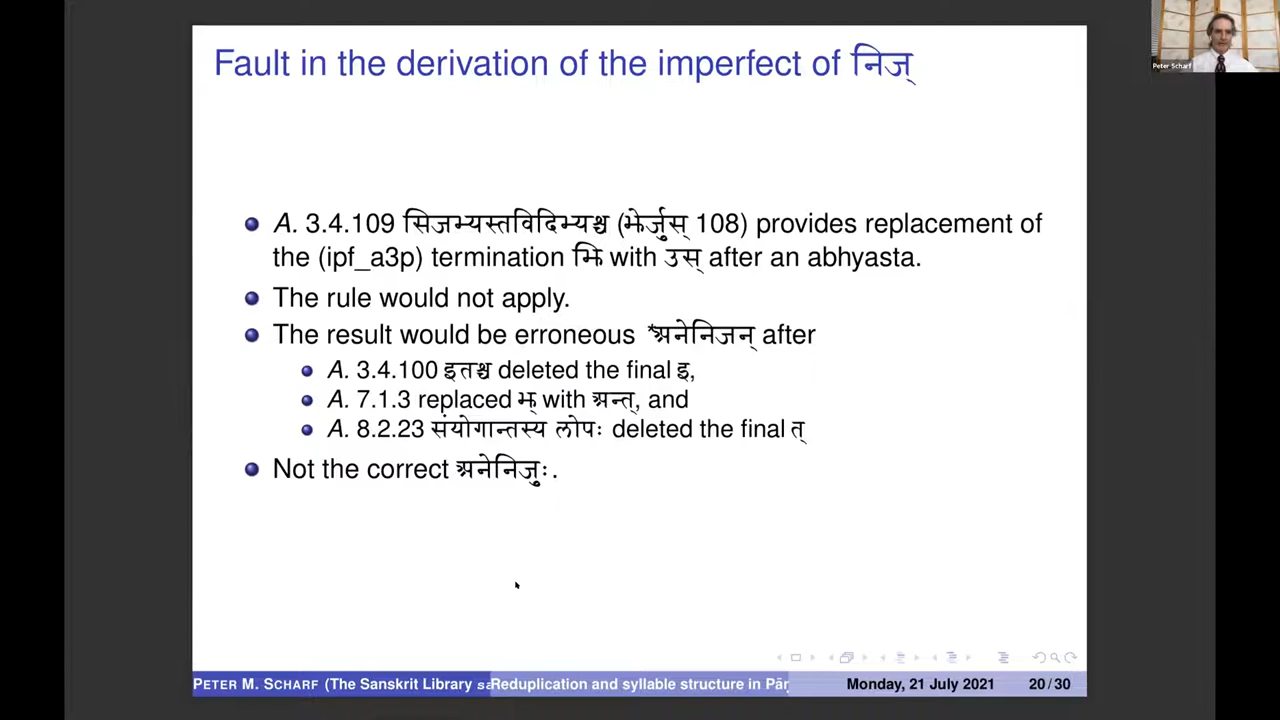 Fault in the derivation of the imperfect of निज्
A. 3.4.109 सिजभ्यस्तविदिभ्यश्च (झेर्जुस् 108) provides replacement of
the (ipf_a3p) termination झि with उस् after an abhyasta.
The rule would not apply.
The result would be erroneous *अनेनिजन् after
A. 3.4.100 इतश्च deleted the final इ,
A. 7.1.3 replaced झ् with अन्त्, and
A. 8.2.23 संयोगान्तस्य लोपः deleted the final त्
Not the correct अनेनिजुः.
PETER M. SCHARF (The Sanskrit Library Reduplication and syllable structure in Monday, 21 July 2021 20/30
Peter Scharf